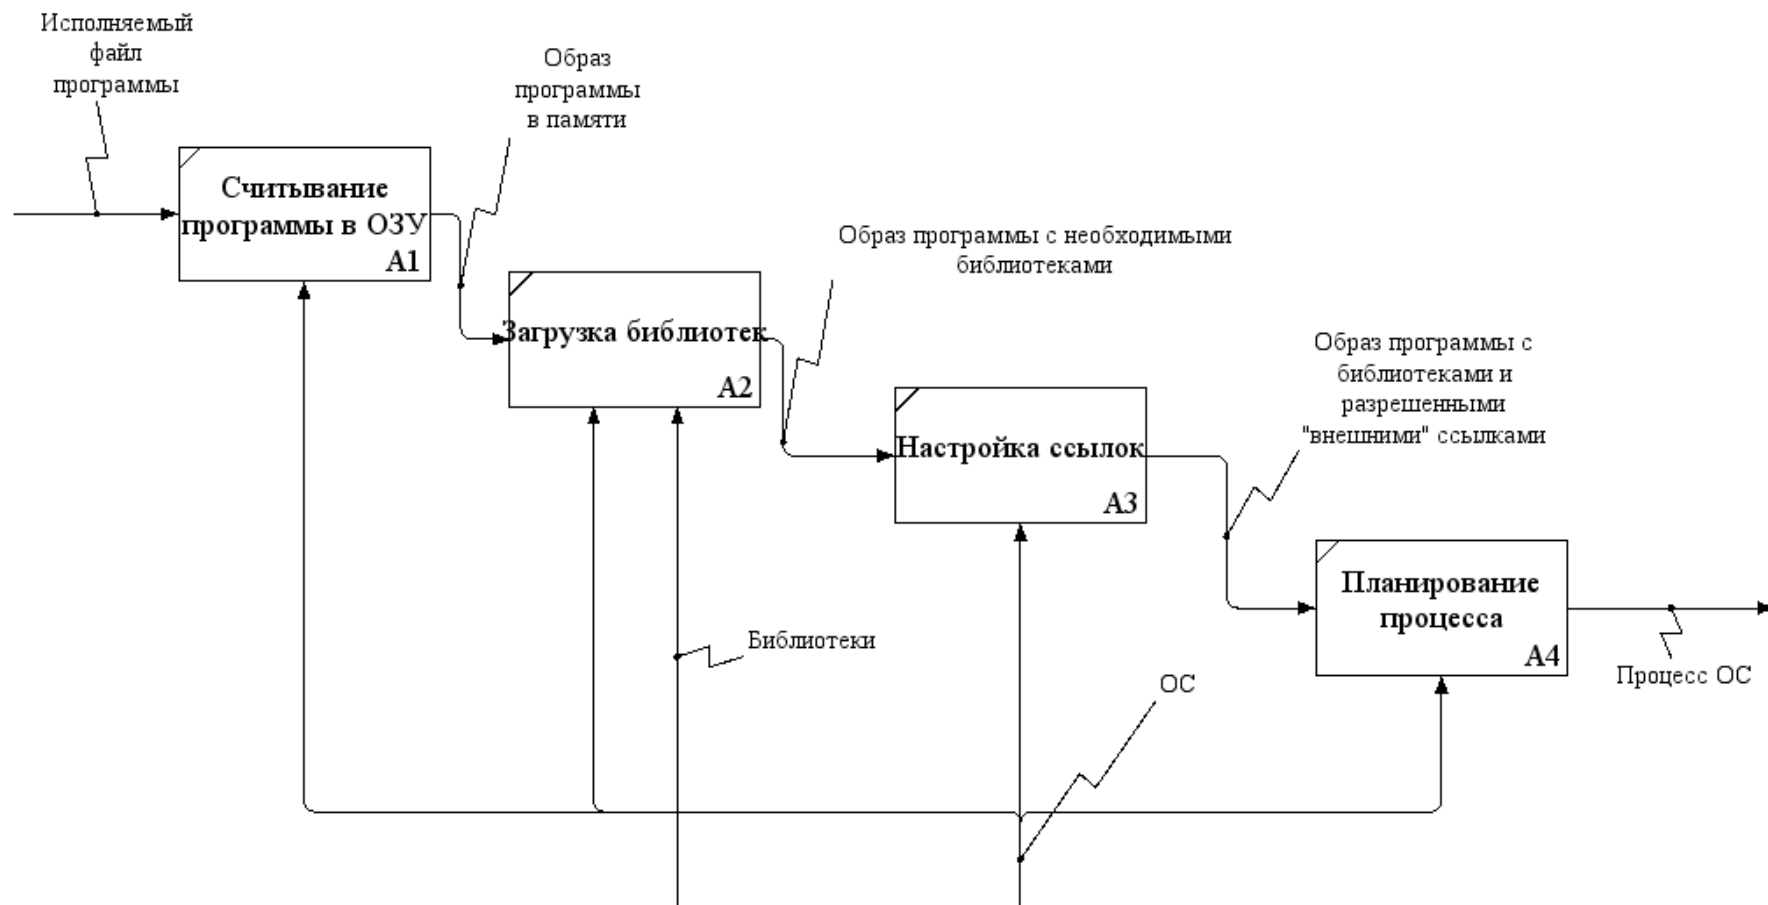 Исполняемый
файл
программы
Образ
программы
в памяти
Считывание
программы в ОЗУ
A1
Образ программы с необходимыми
библиотеками
Загрузка библиотек
A2
Образ программы с
библиотеками и
разрешенными
"внешними" ссылками
Настройка ссылок
A3
Планирование
процесса
A4
Библиотеки
ОС
Процесс ОС